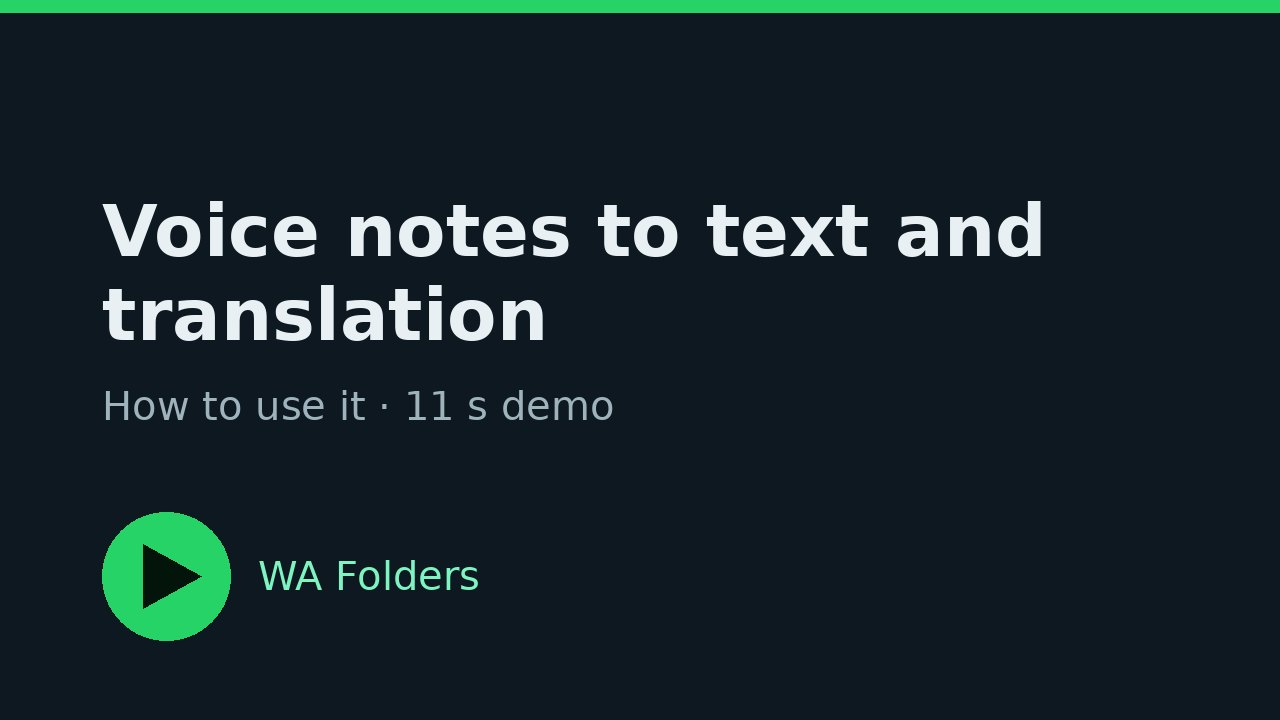 Voice notes to text and
translation
How to use it · 11 s demo
WA Folders